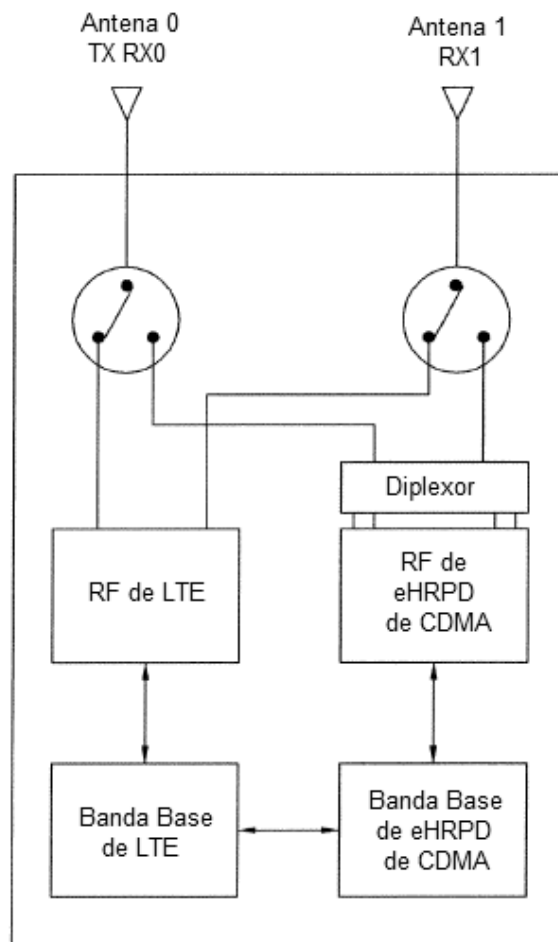 Antena 0
TX RX0
Antena 1
RX1
Diplexor
RF de LTE
RF de
eHRPD
de CDMA
Banda Base
de LTE
Banda Base
de eHRPD
de CDMA